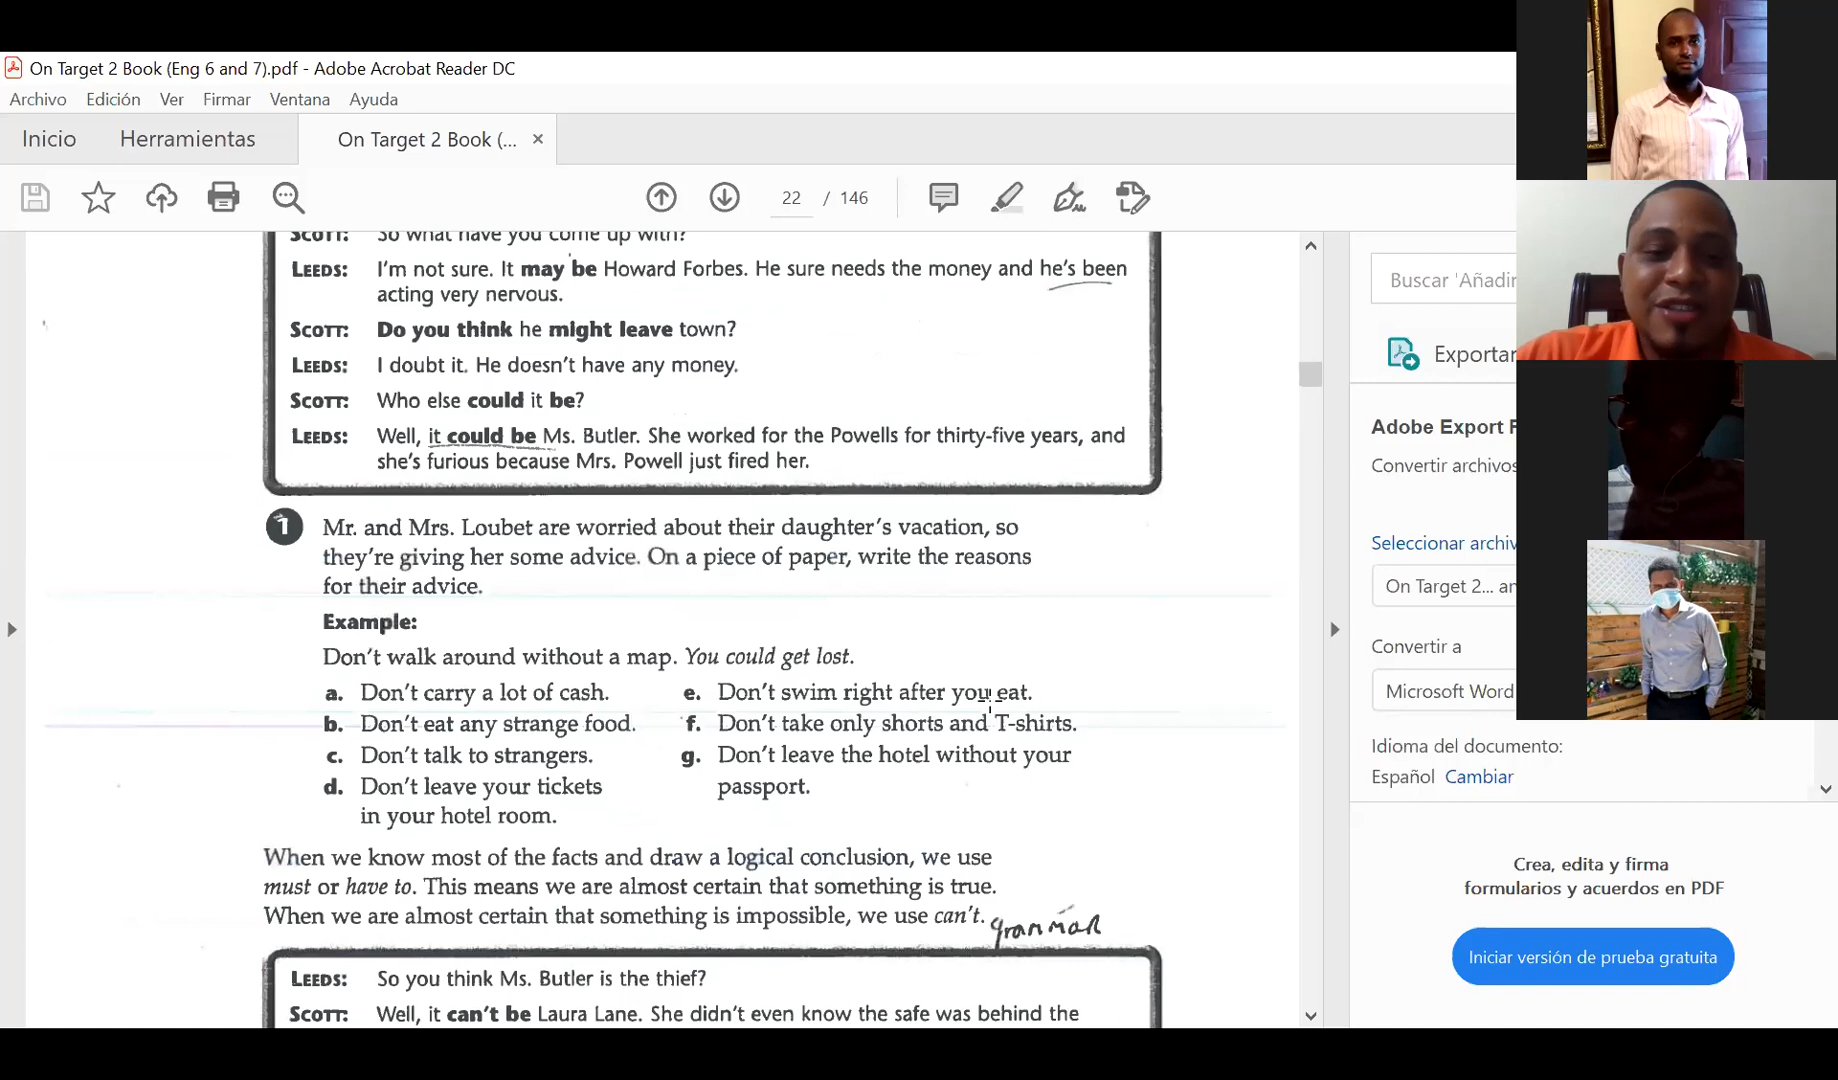 On Target 2 Book (Eng 6 and 7).pdf - Adobe Acrobat Reader DC
Archivo Edición Ver Firmar Ventana Ayuda
Inicio Herramientas On Target 2 Book (... ×
22 / 146
SCOTT: So what have you come up with?
LEEDS: I'm not sure. It may be Howard Forbes. He sure needs the money and he's been
acting very nervous.
SCOTT: Do you think he might leave town?
LEEDS: I doubt it. He doesn't have any money.
SCOTT: Who else could it be?
LEEDS: Well, it could be Ms. Butler. She worked for the Powells for thirty-five years, and
she's furious because Mrs. Powell just fired her.
1 Mr. and Mrs. Loubet are worried about their daughter's vacation, so
they're giving her some advice. On a piece of paper, write the reasons
for their advice.
Example:
Don't walk around without a map. You could get lost.
a. Don't carry a lot of cash.
b. Don't eat any strange food.
c. Don't talk to strangers.
d. Don't leave your tickets
in your hotel room.
e. Don't swim right after you eat.
f. Don't take only shorts and T-shirts.
g. Don't leave the hotel without your
passport.
When we know most of the facts and draw a logical conclusion, we use
must or have to. This means we are almost certain that something is true.
When we are almost certain that something is impossible, we use can't.
grammar
LEEDS: So you think Ms. Butler is the thief?
SCOTT: Well, it can't be Laura Lane. She didn't even know the safe was behind the
Buscar 'Añadir
Exportar
Adobe Export P
Convertir archivos
Seleccionar archiv
On Target 2... an
Convertir a
Microsoft Word
Idioma del documento:
Español Cambiar
Crea, edita y firma
formularios y acuerdos en PDF
Iniciar versión de prueba gratuita